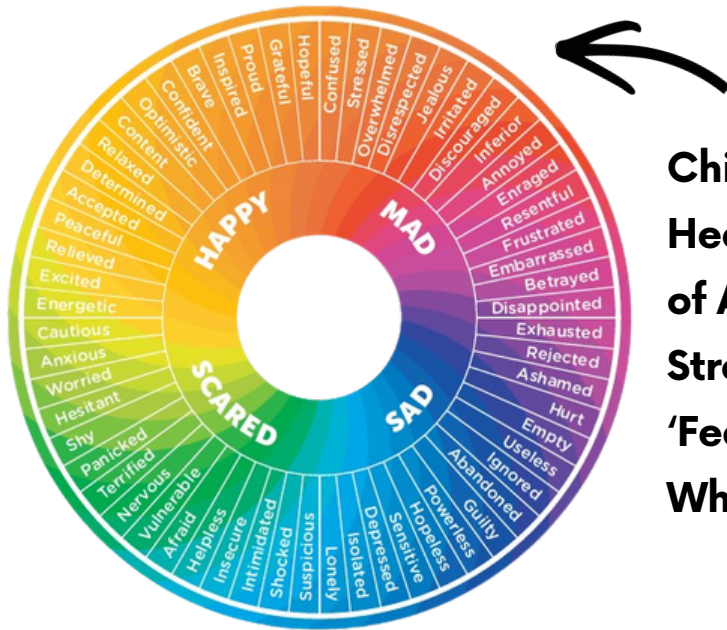 HAPPY
MAD
SAD
SCARED
Confused
Stressed
Overwhelmed
Disrespected
Jealous
Irritated
Discouraged
Inferior
Annoyed
Enraged
Resentful
Frustrated
Embarrassed
Betrayed
Disappointed
Exhausted
Rejected
Ashamed
Hurt
Empty
Useless
Ignored
Abandoned
Guilty
Powerless
Hopeless
Sensitive
Depressed
Isolated
Lonely
Suspicious
Shocked
Intimidated
Insecure
Helpless
Afraid
Vulnerable
Nervous
Terrified
Panicked
Shy
Hesitant
Worried
Anxious
Cautious
Energetic
Excited
Relieved
Peaceful
Accepted
Determined
Relaxed
Content
Optimistic
Confident
Brave
Inspired
Proud
Grateful
Hopeful
Chi
of